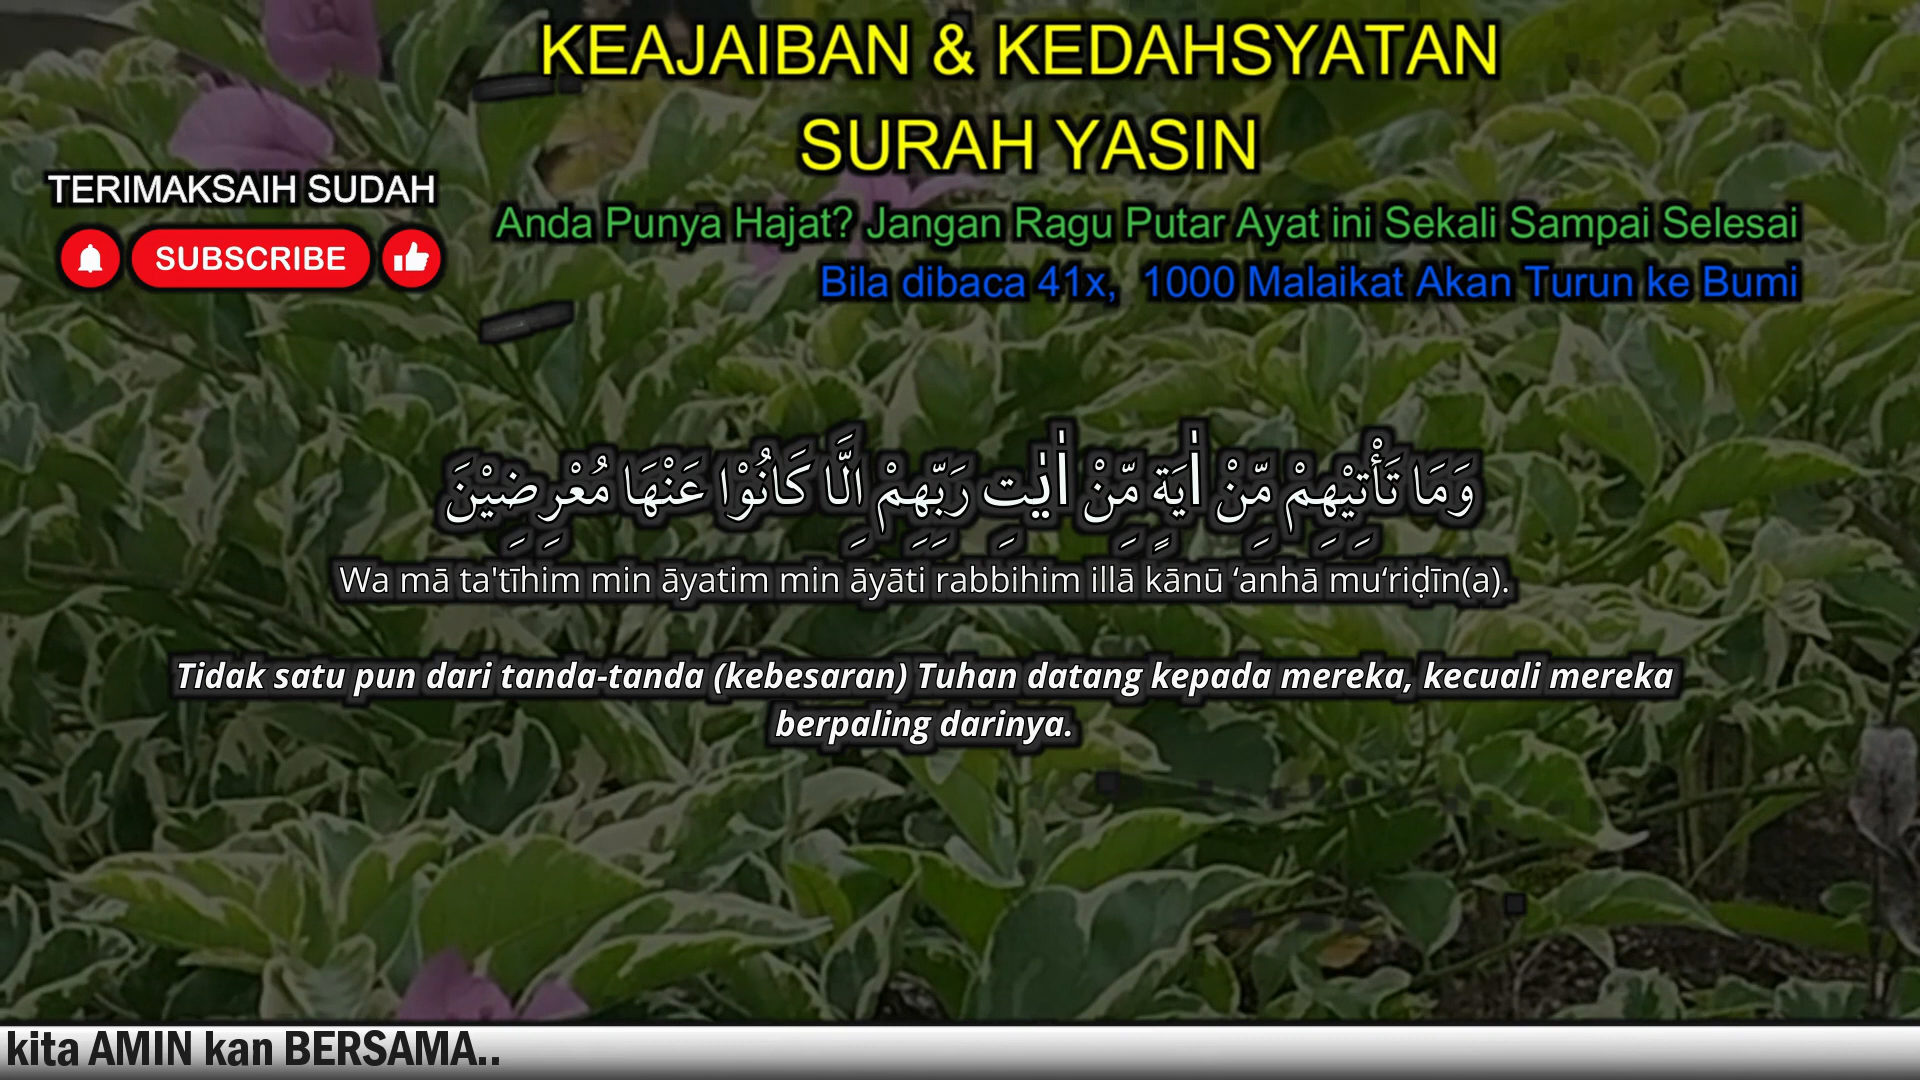 KEAJAIBAN & KEDAHSYATAN
SURAH YASIN
TERIMAKSAIH SUDAH
SUBSCRIBE
Anda Punya Hajat? Jangan Ragu Putar Ayat ini Sekali Sampai Selesai
Bila dibaca 41x, 1000 Malaikat Akan Turun ke Bumi
وَمَا تَأْتِيْهِمْ مِّنْ اٰيَةٍ مِّنْ اٰيٰتِ رَبِّهِمْ اِلَّا كَانُوْا عَنْهَا مُعْرِضِيْنَ
Wa mā ta'tīhim min āyatim min āyāti rabbihim illā kānū ‘anhā mu‘riḍīn(a).
Tidak satu pun dari tanda-tanda (kebesaran) Tuhan datang kepada mereka, kecuali mereka
berpaling darinya.
kita AMIN kan BERSAMA..